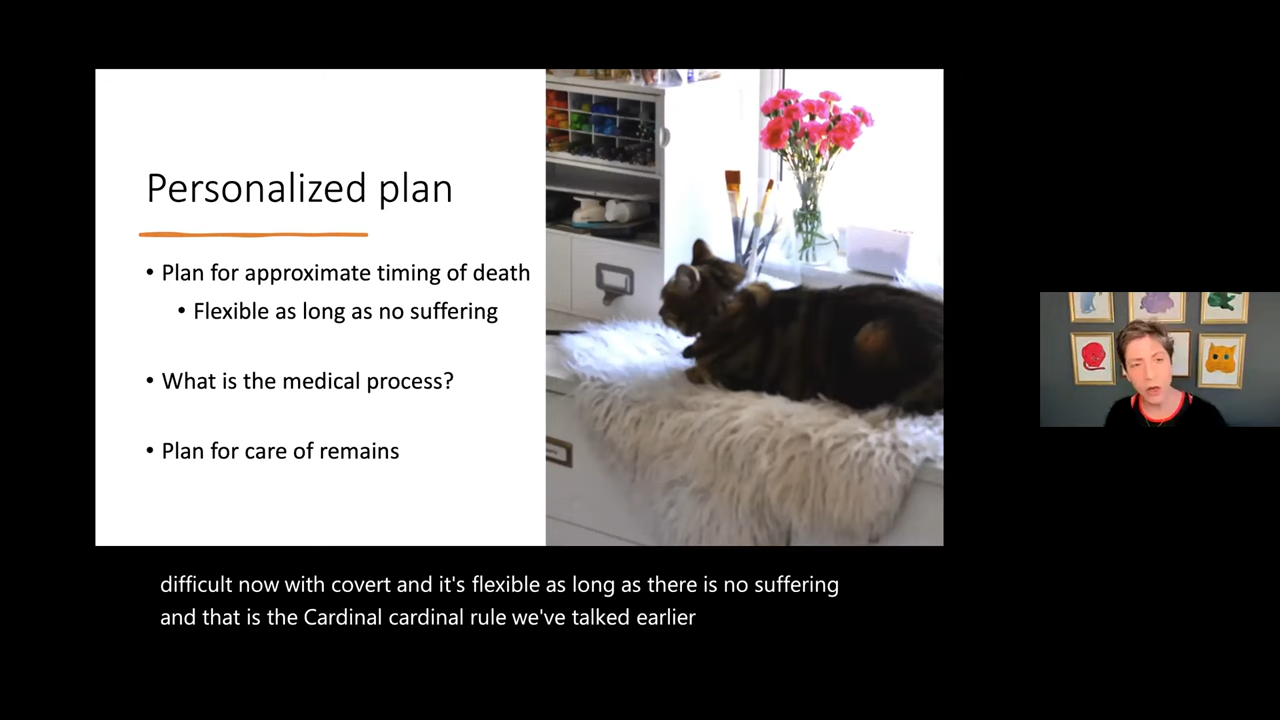 Personalized plan
• Plan for approximate timing of death
• Flexible as long as no suffering
• What is the medical process?
• Plan for care of remains
difficult now with covert and it's flexible as long as there is no suffering
and that is the Cardinal cardinal rule we've talked earlier